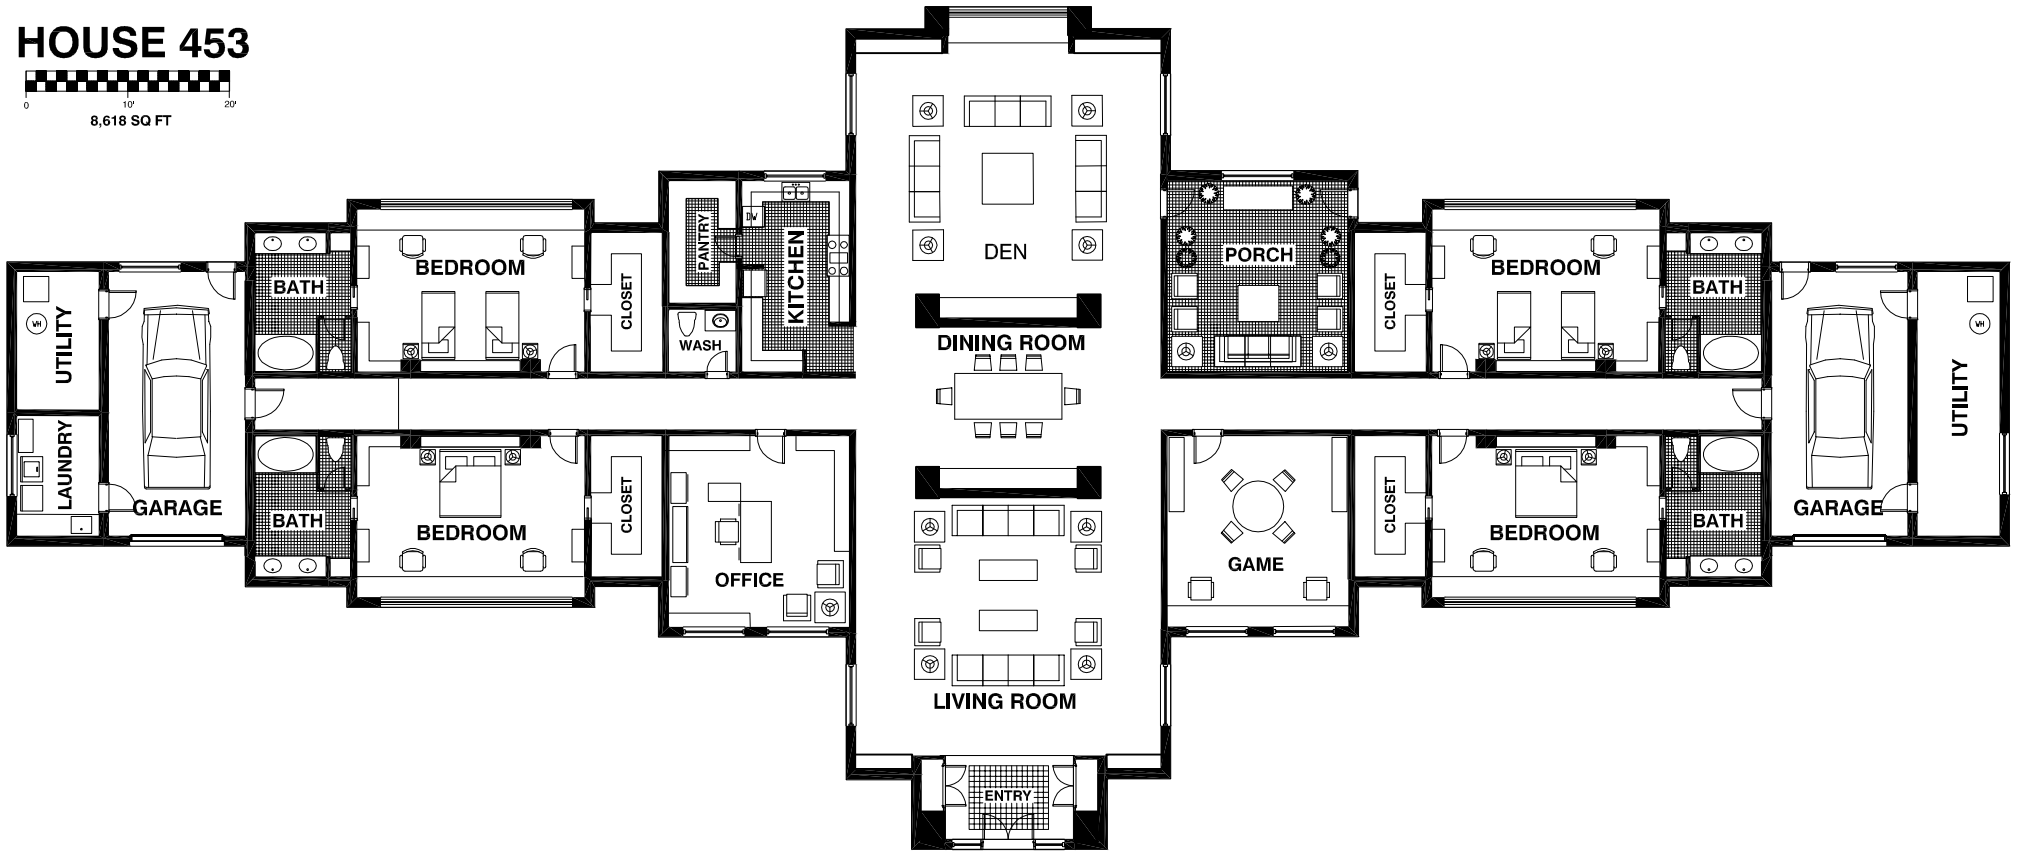 HOUSE 453
0 10' 20'
8,618 SQ FT
DEN
PANTRY
DW
KITCHEN
PORCH
BEDROOM
BEDROOM
BATH
CLOSET
CLOSET
BATH
UTILITY
WH
WASH
DINING ROOM
WH
UTILITY
LAUNDRY
GARAGE
BATH
BEDROOM
CLOSET
OFFICE
GAME
CLOSET
BEDROOM
BATH
GARAGE
LIVING ROOM
ENTRY